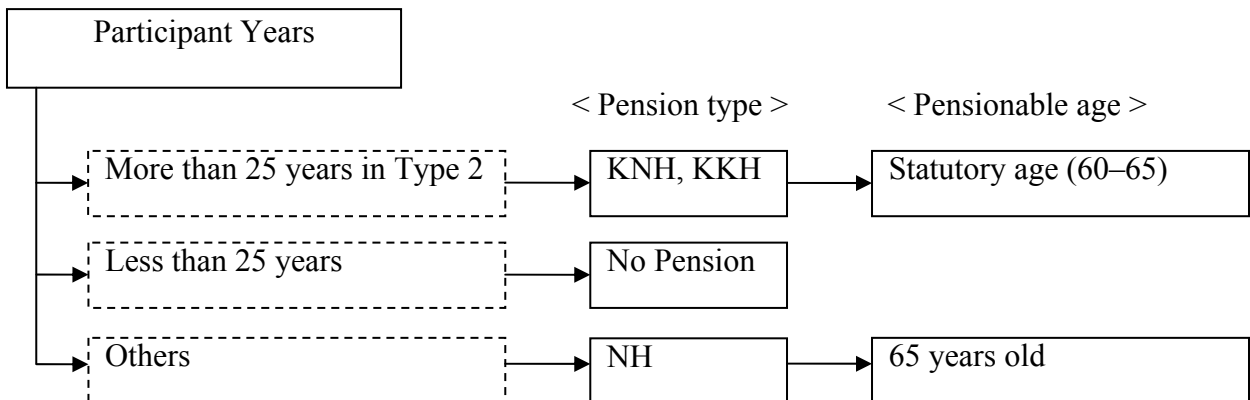 Participant Years
< Pension type > < Pensionable age >
More than 25 years in Type 2 KNH, KKH Statutory age (60–65)
Less than 25 years No Pension
Others NH 65 years old